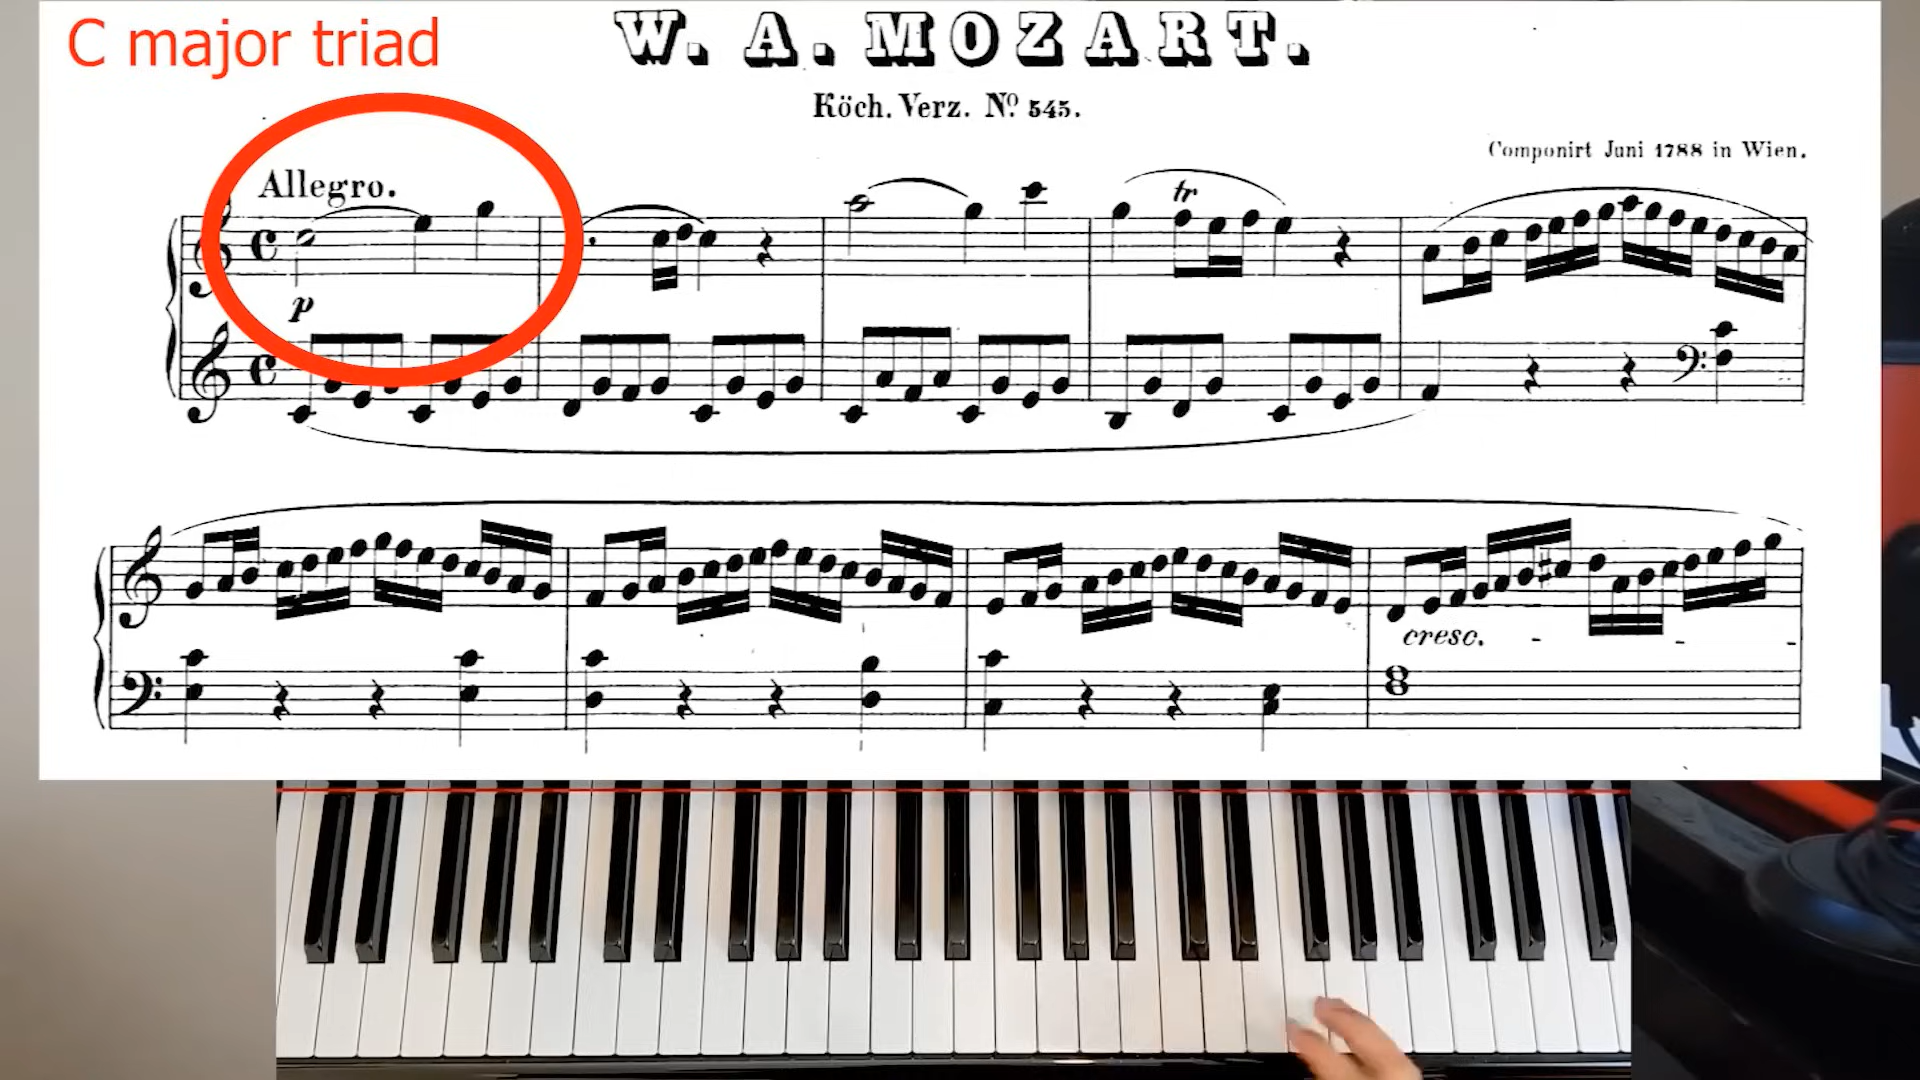 C major triad
W. A. MOZART.
Köch. Verz. Nº 545.
Componirt Juni 1788 in Wien.
Allegro.
tr
p
cresc. - - -